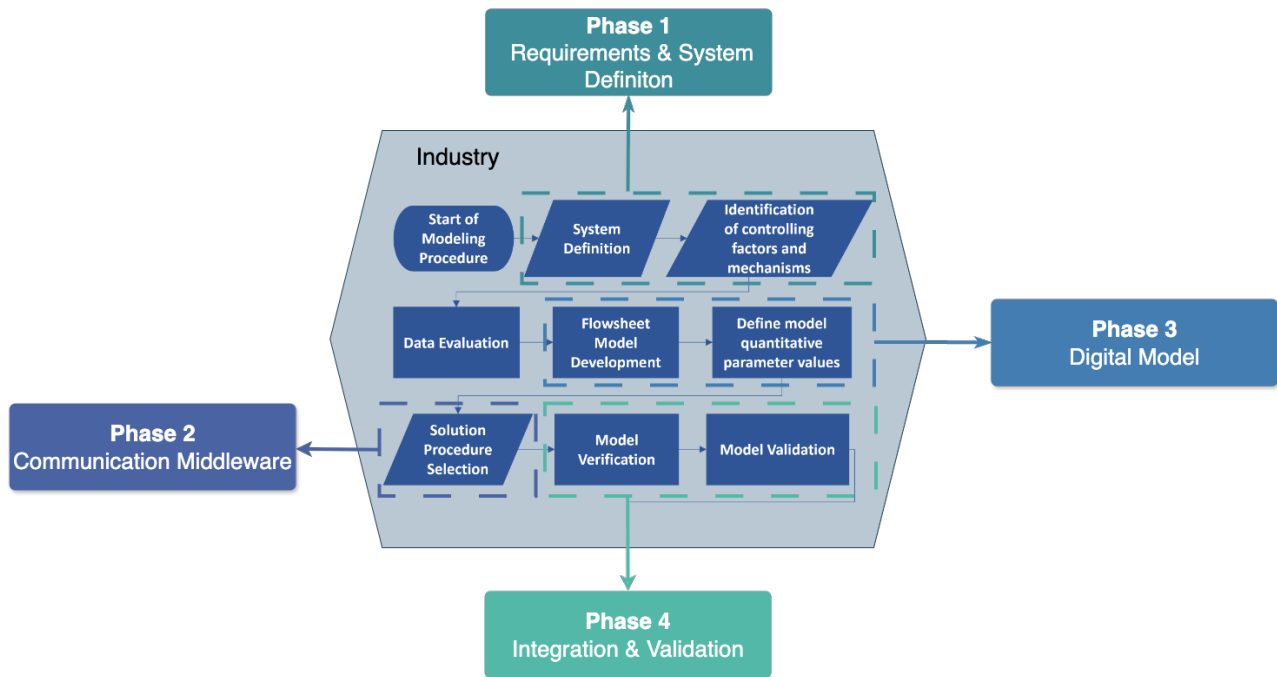 Phase 1
Requirements & System
Definiton
Industry
Start of
Modeling
Procedure
System
Definition
Identification
of controlling
factors and
mechanisms
Data Evaluation
Flowsheet
Model
Development
Define model
quantitative
parameter values
Phase 3
Digital Model
Phase 2
Communication Middleware
Solution
Procedure
Selection
Model
Verification
Model Validation
Phase 4
Integration & Validation